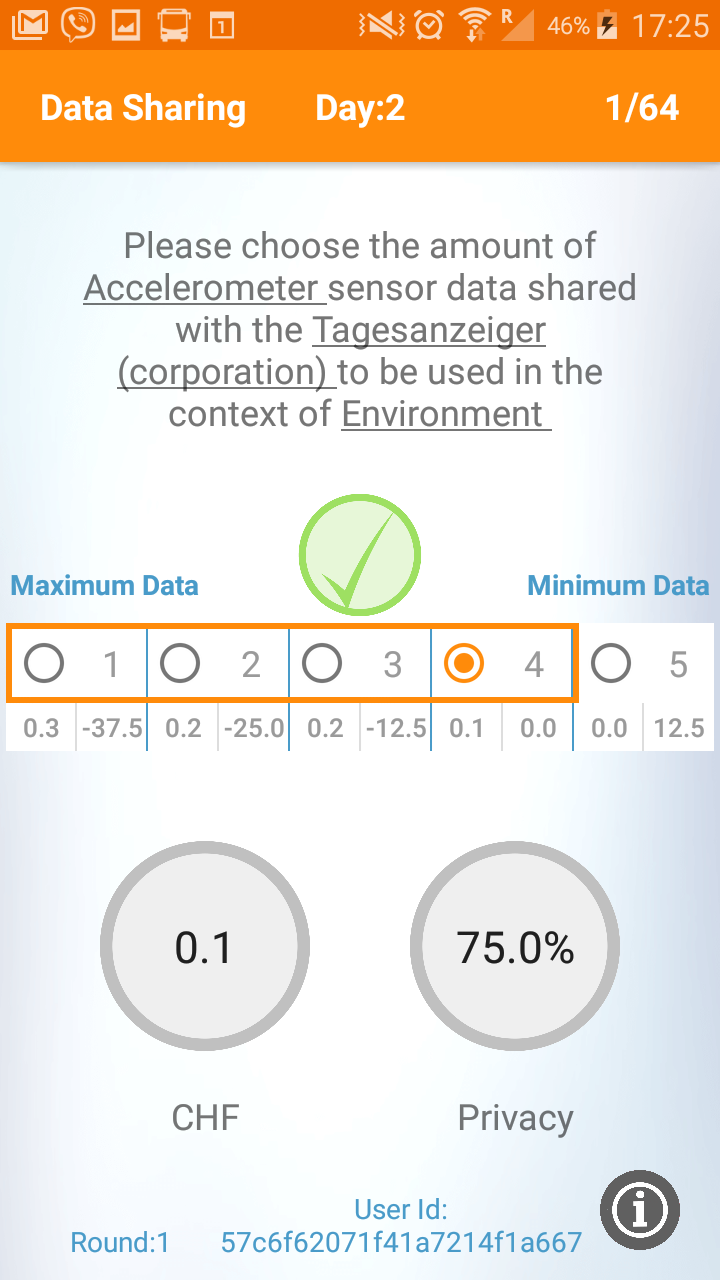 1 R 46% 17:25
Data Sharing Day:2 1/64
Please choose the amount of
Accelerometer sensor data shared
with the Tagesanzeiger
(corporation) to be used in the
context of Environment
Maximum Data Minimum Data
1 2 3 4 5
0.3 -37.5 0.2 -25.0 0.2 -12.5 0.1 0.0 0.0 12.5
0.1 75.0%
CHF Privacy
User Id:
Round:1 57c6f62071f41a7214f1a667